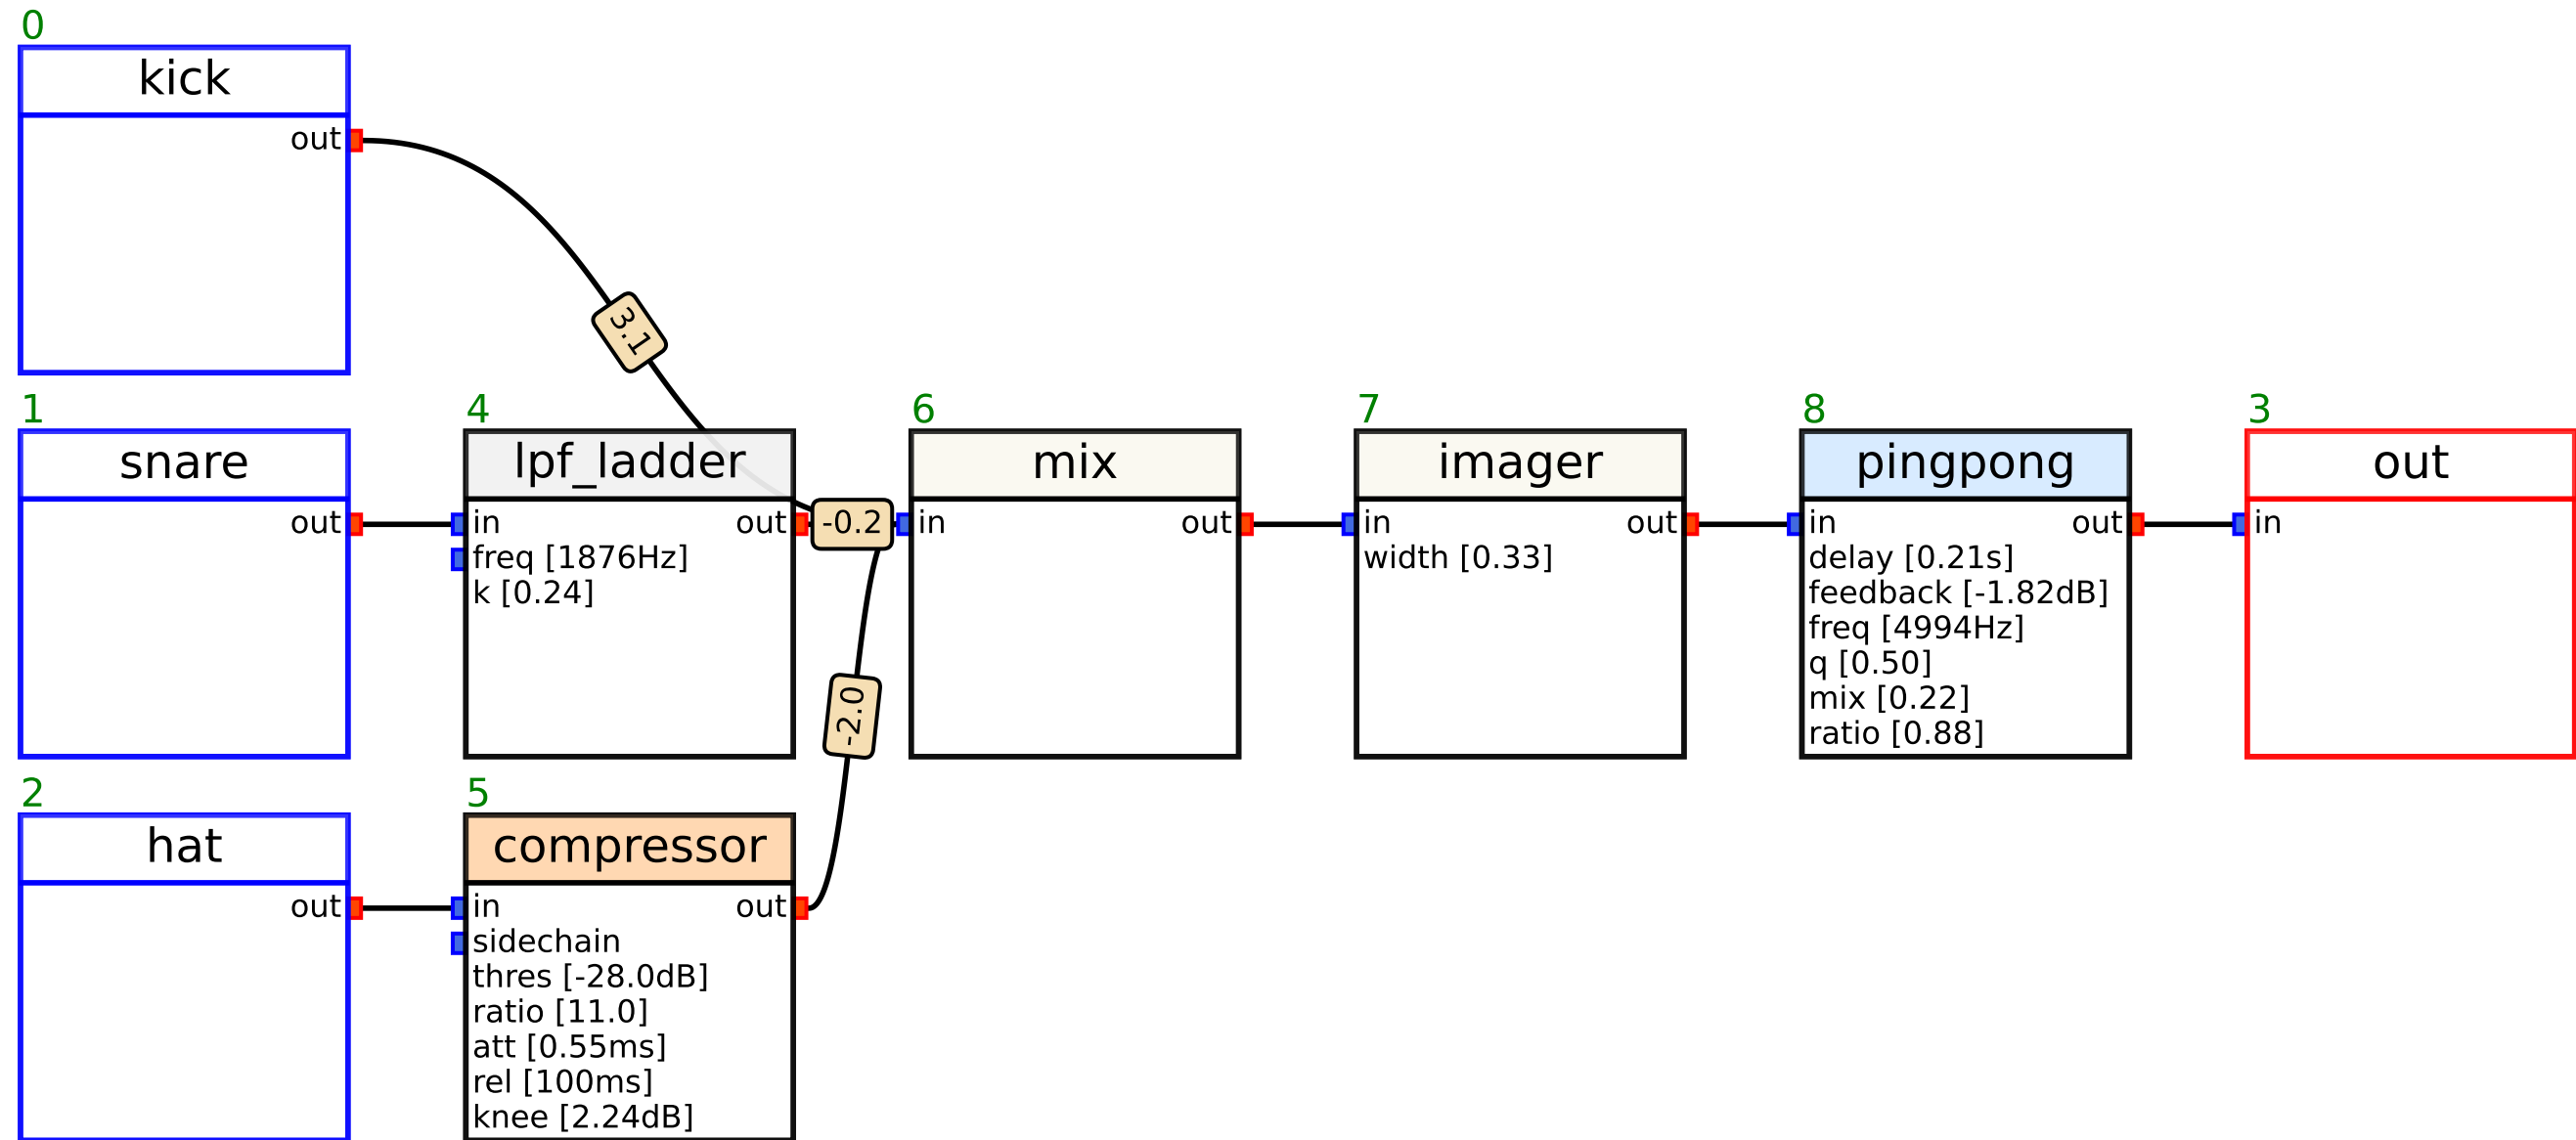 0
kick
out
3.1
1
snare
out
4
lpf_ladder
in
out
freq [1876Hz]
k [0.24]
-0.2
6
mix
in
out
7
imager
in
out
width [0.33]
8
pingpong
in
out
delay [0.21s]
feedback [-1.82dB]
freq [4994Hz]
q [0.50]
mix [0.22]
ratio [0.88]
3
out
in
-2.0
2
hat
out
5
compressor
in
out
sidechain
thres [-28.0dB]
ratio [11.0]
att [0.55ms]
rel [100ms]
knee [2.24dB]